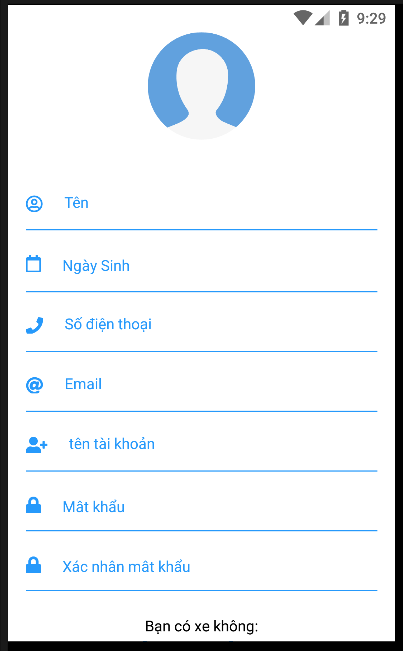 9:29
Tên
Ngày Sinh
Số điện thoại
Email
tên tài khoản
Mât khẩu
Xác nhân mât khẩu
Bạn có xe không: